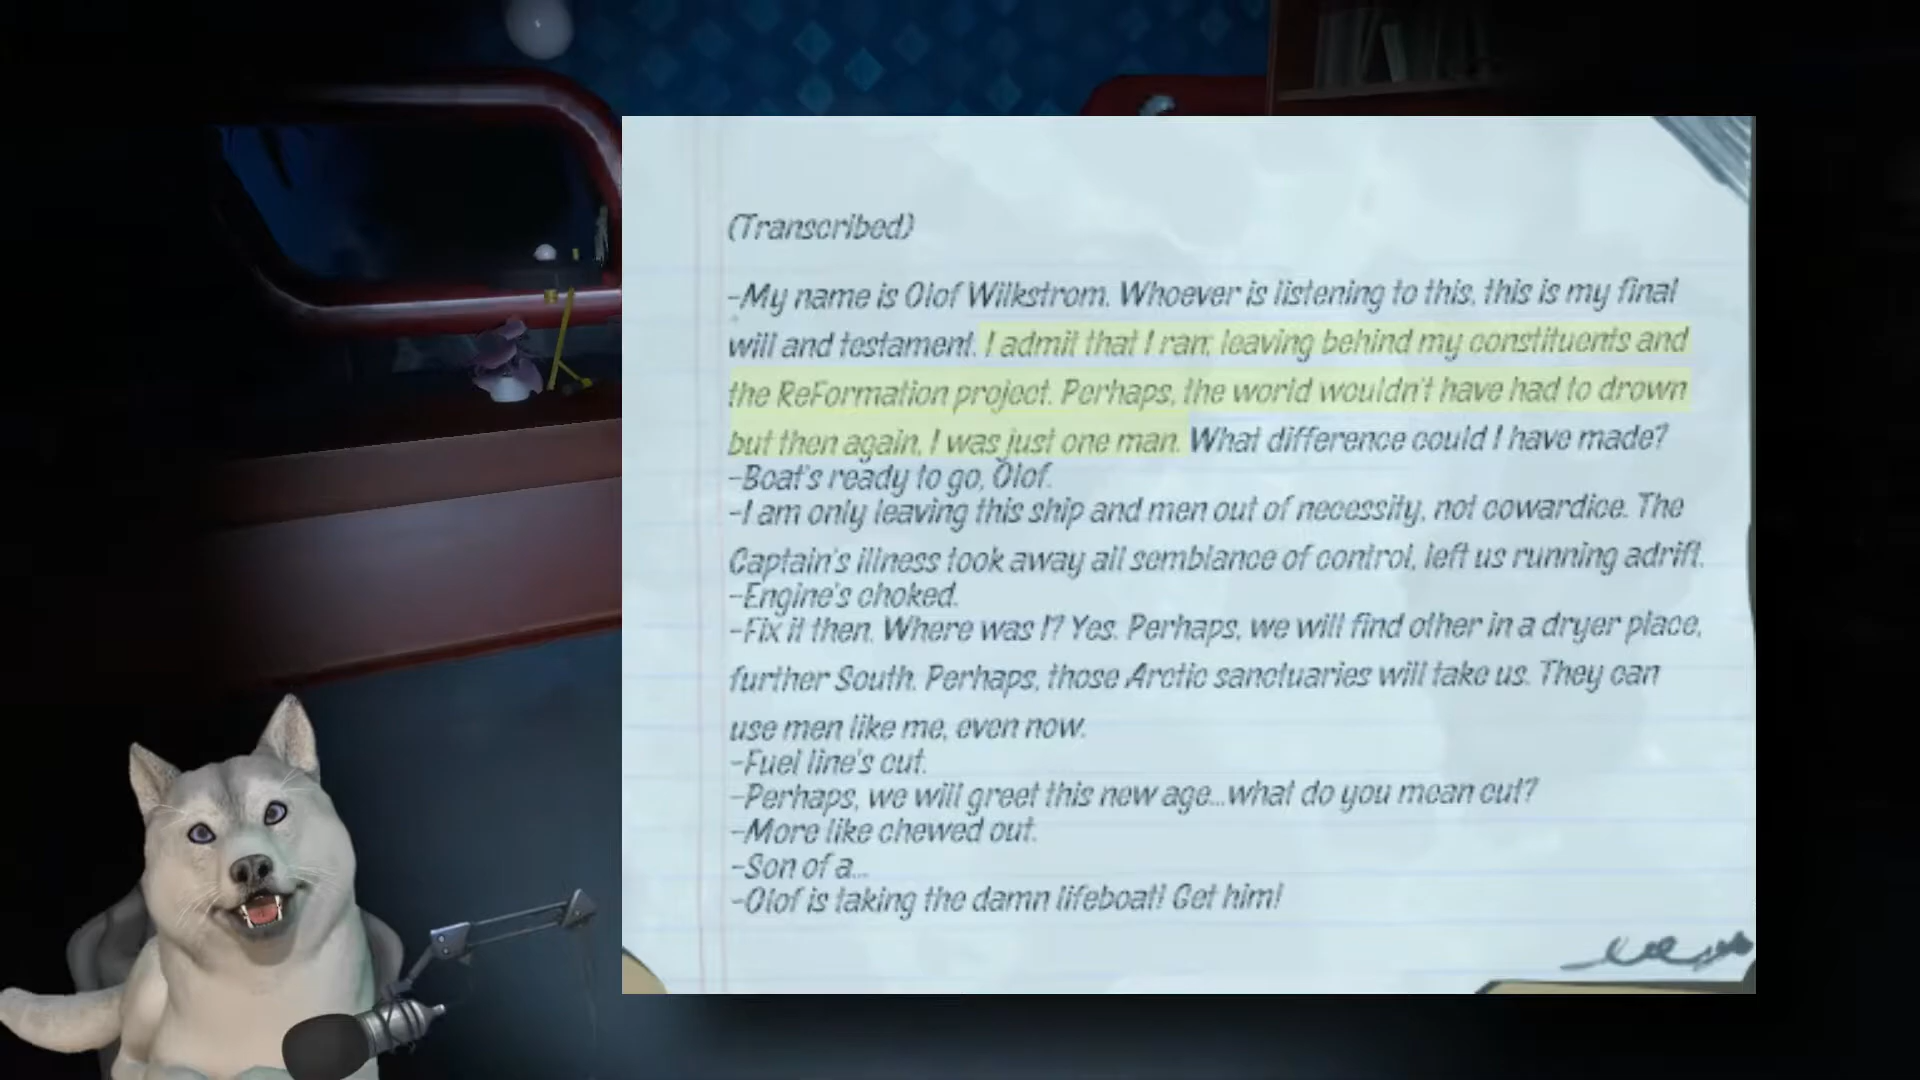 (Transcribed)
-My name is Olof Wilkstrom. Whoever is listening to this, this is my final
will and testament. I admit that I ran, leaving behind my constituents and
the ReFormation project. Perhaps, the world wouldn't have had to drown
but then again, I was just one man. What difference could I have made?
-Boat's ready to go, Olof.
-I am only leaving this ship and men out of necessity, not cowardice. The
Captain's illness took away all semblance of control, left us running adrift.
-Engine's choked.
-Fix it then. Where was I? Yes. Perhaps, we will find other in a dryer place,
further South. Perhaps, those Arctic sanctuaries will take us. They can
use men like me, even now.
-Fuel line's cut.
-Perhaps, we will greet this new age...what do you mean cut?
-More like chewed out.
-Son of a...
-Olof is taking the damn lifeboat! Get him!